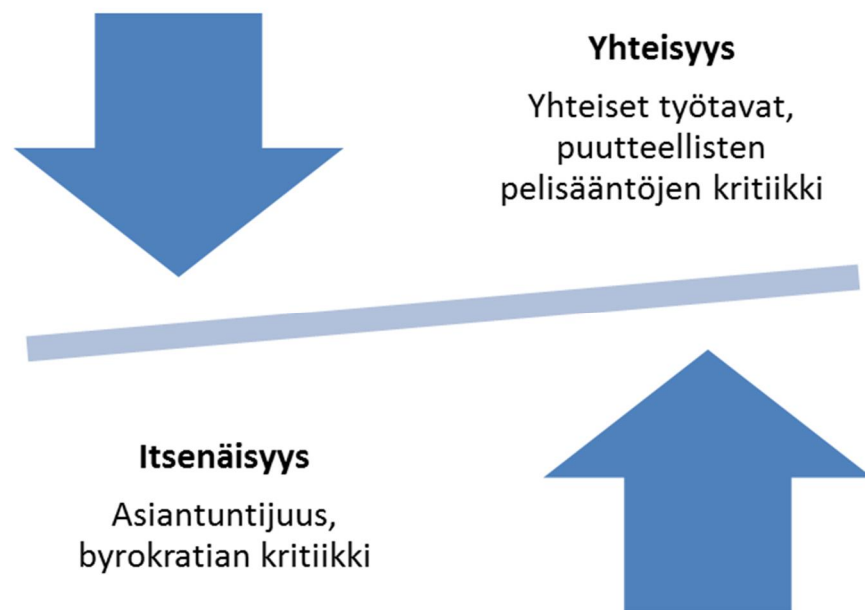 Yhteisyys
Yhteiset työtavat,
puutteellisten
pelisääntöjen kritiikki
Itsenäisyys
Asiantuntijuus,
byrokratian kritiikki